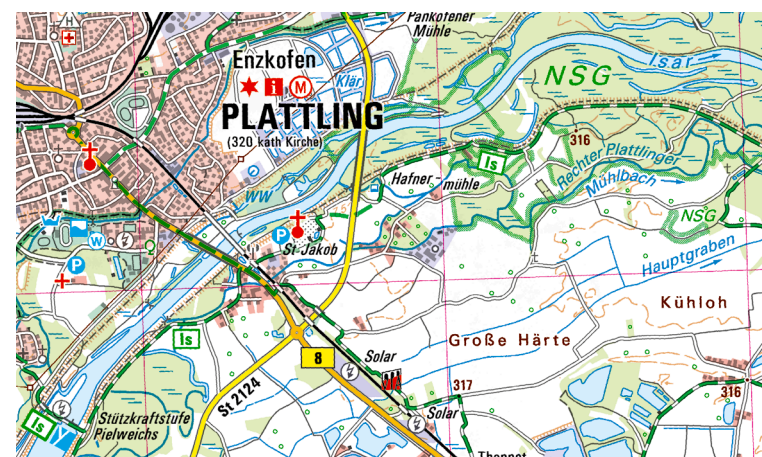 H
Pankofener
Mühle
Enzkofen
Klär
Isar
NSG
i
M
PLATTLING
(320 kath Kirche)
316
Is
Rechter Plattlinger
Mühlbach
Hafner-
mühle
WW
NSG
P
St Jakob
W
P
Hauptgraben
Kühloh
Is
Große Härte
8
Solar
St 2124
317
316
Solar
Is
Stützkraftstufe
Pielweichs